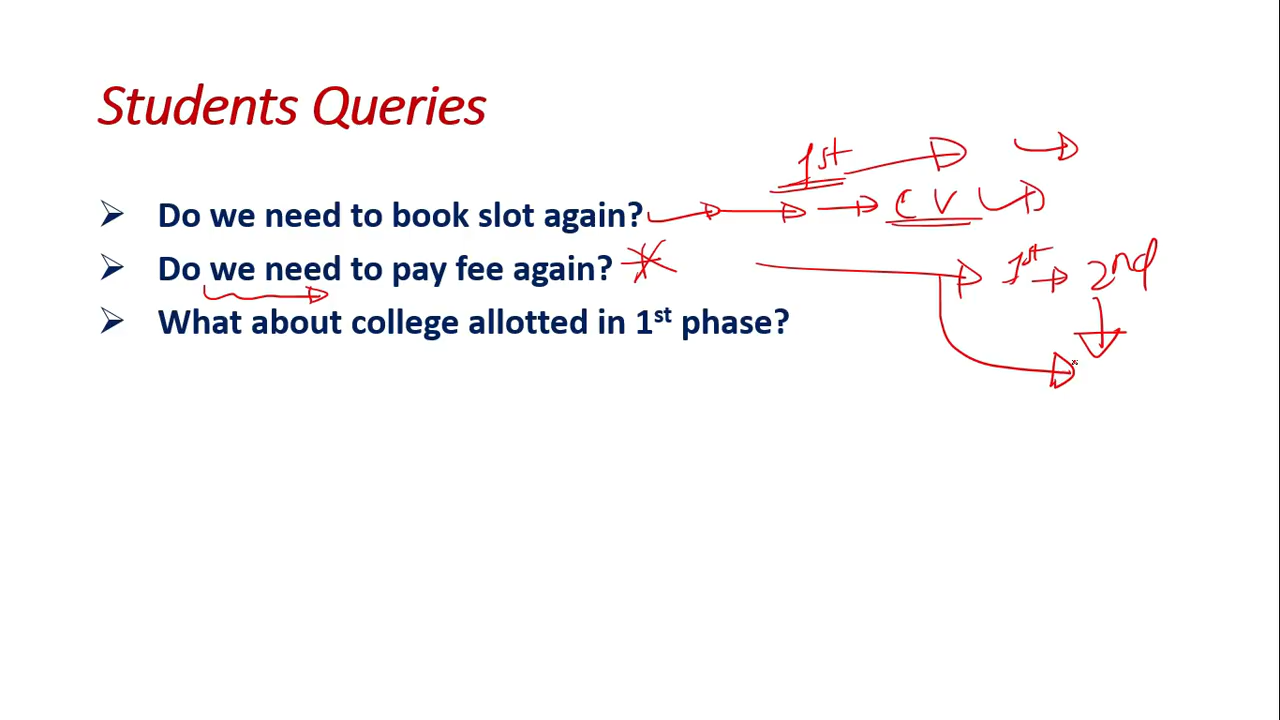 Students Queries
1st
➢ Do we need to book slot again? CV
➢ Do we need to pay fee again? 1st 2nd
➢ What about college allotted in 1st phase?